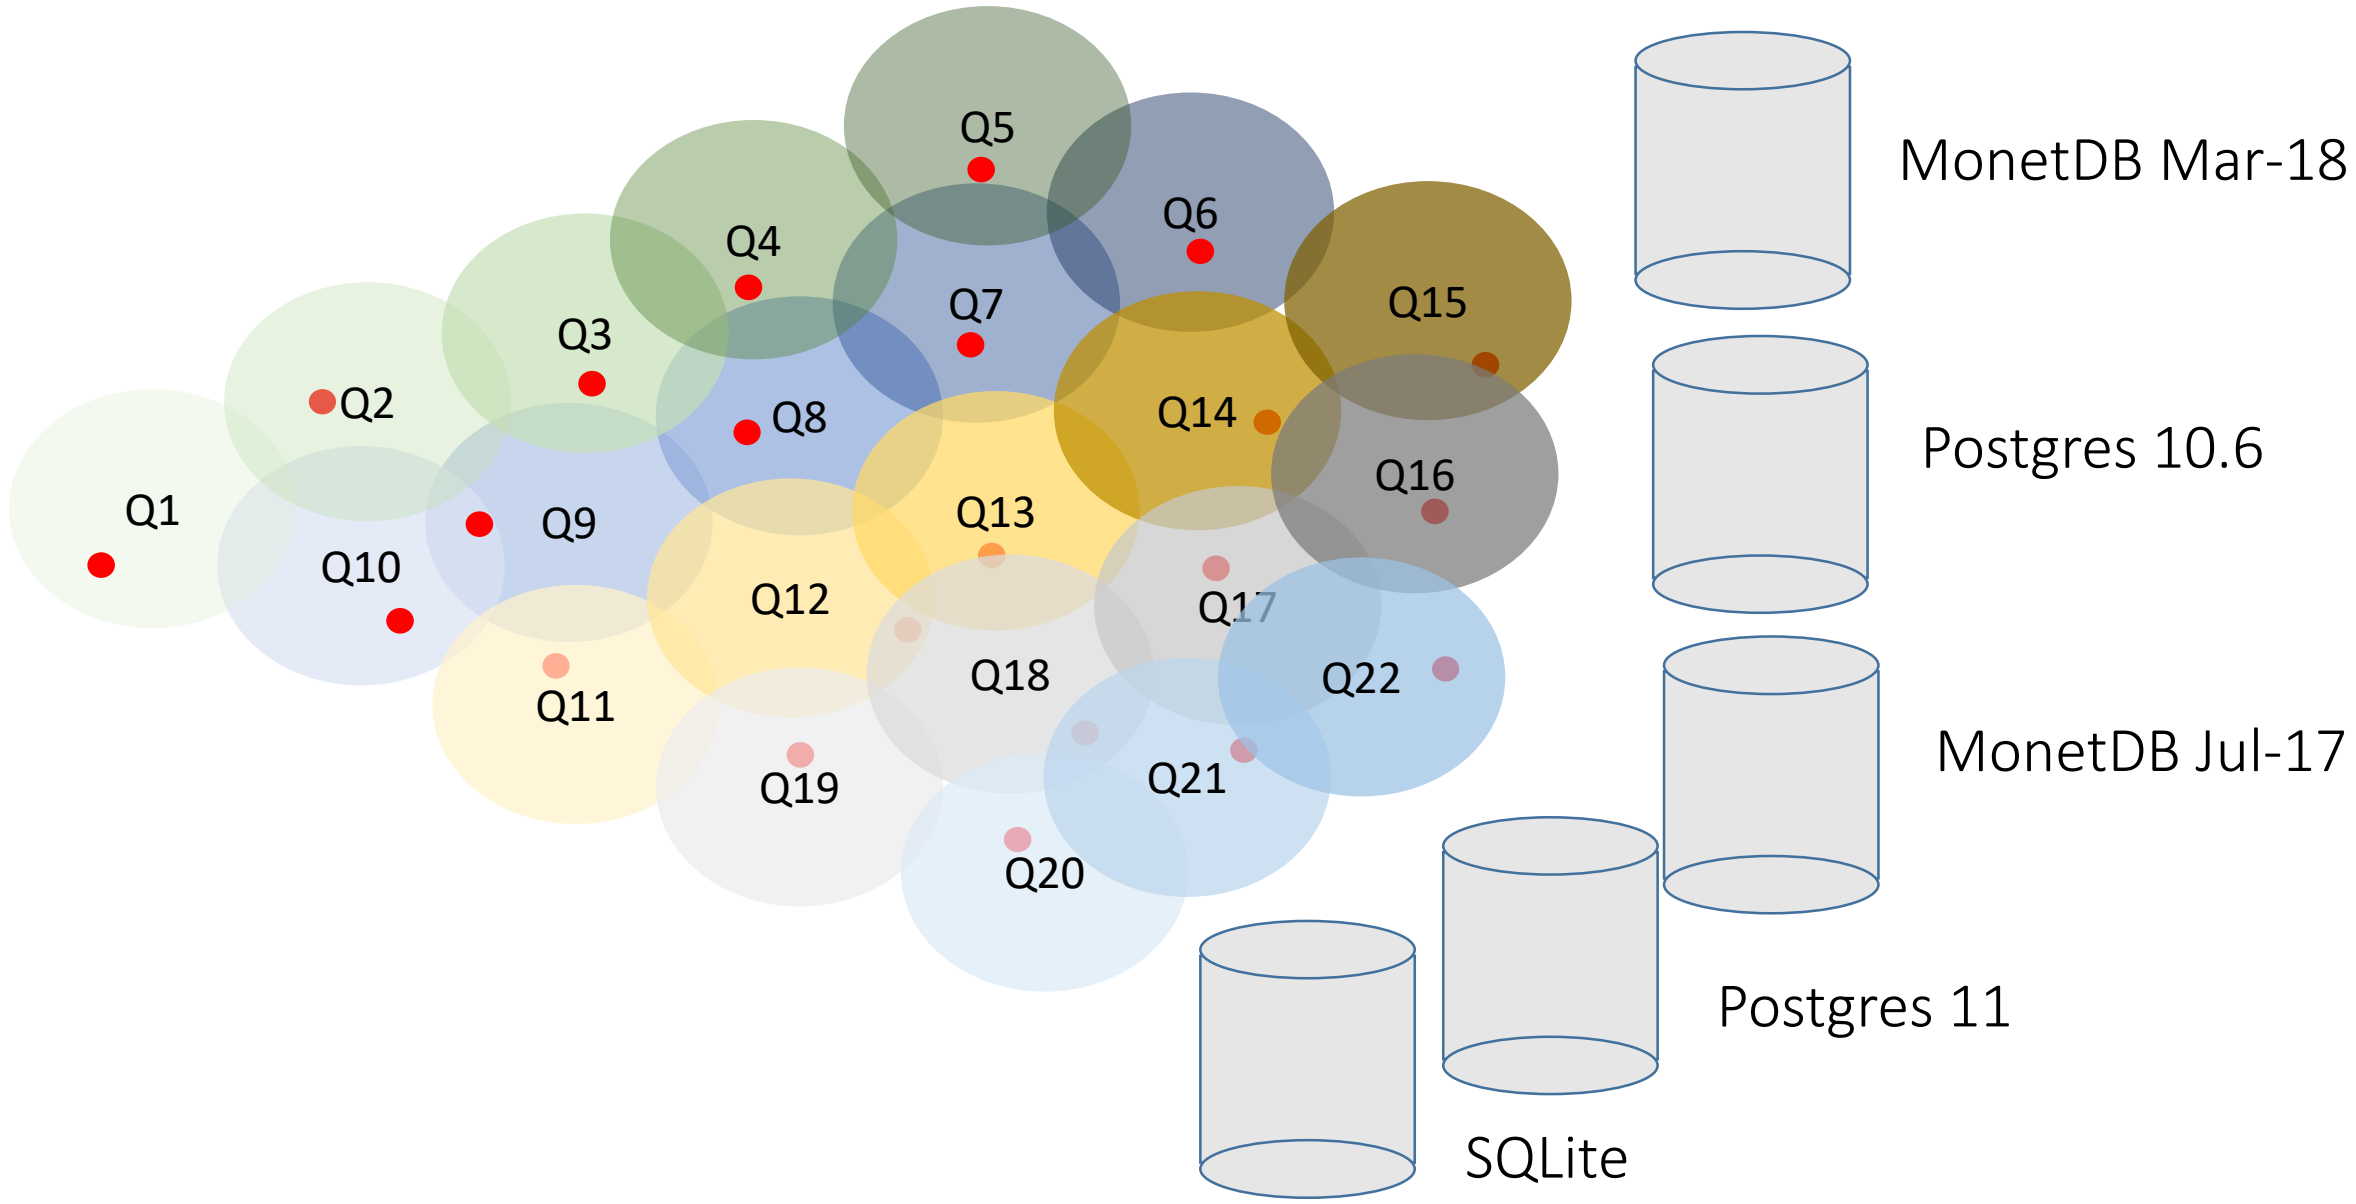 Q1
Q2
Q3
Q4
Q5
Q6
Q7
Q8
Q9
Q10
Q11
Q12
Q13
Q14
Q15
Q16
Q17
Q18
Q19
Q20
Q21
Q22
MonetDB Mar-18
Postgres 10.6
MonetDB Jul-17
Postgres 11
SQLite